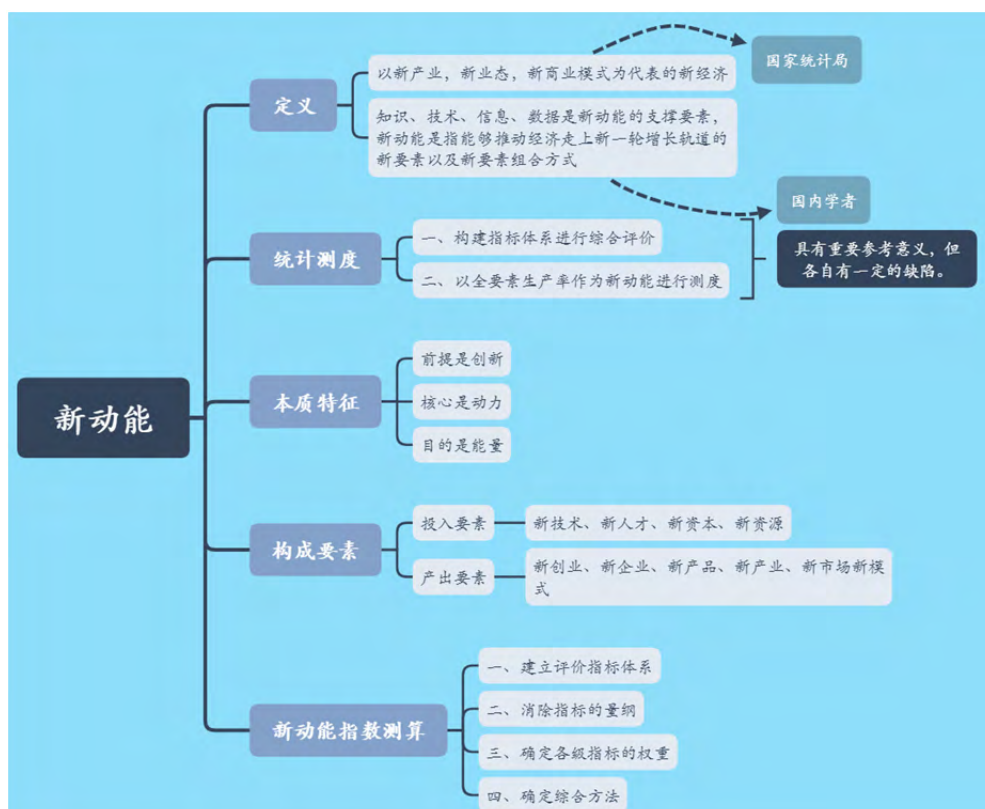 新动能
定义
以新产业，新业态，新商业模式为代表的新经济
国家统计局
知识、技术、信息、数据是新动能的支撑要素，
新动能是指能够推动经济走上新一轮增长轨道的
新要素以及新要素组合方式
国内学者
统计测度
一、构建指标体系进行综合评价
二、以全要素生产率作为新动能进行测度
具有重要参考意义，但
各自有一定的缺陷。
本质特征
前提是创新
核心是动力
目的是能量
构成要素
投入要素
新技术、新人才、新资本、新资源
产出要素
新创业、新企业、新产品、新产业、新市场新模
式
新动能指数测算
一、建立评价指标体系
二、消除指标的量纲
三、确定各级指标的权重
四、确定综合方法